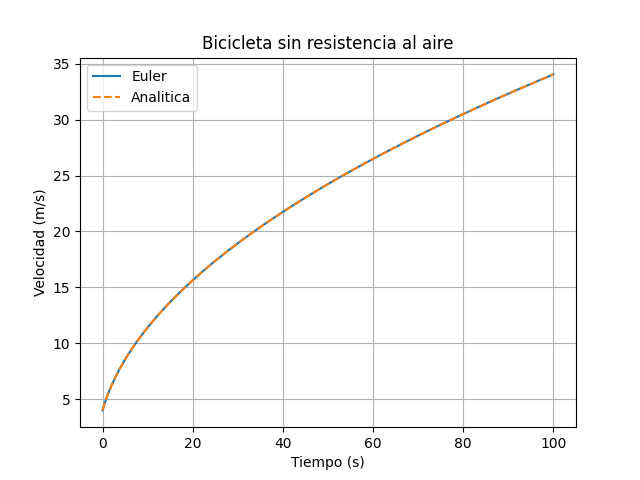 Bicicleta sin resistencia al aire
Euler
Analitica
35
30
25
20
15
10
5
Velocidad (m/s)
0 20 40 60 80 100
Tiempo (s)